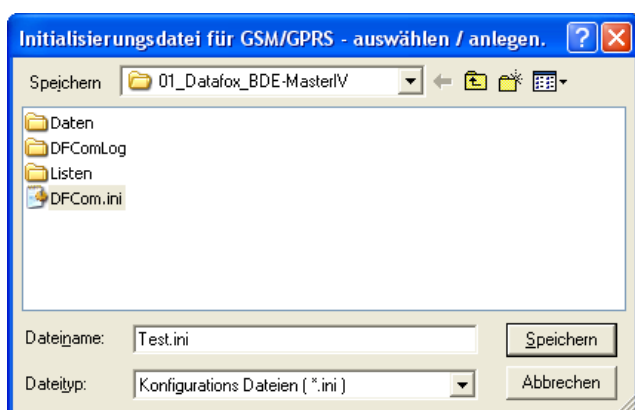 Initialisierungsdatei für GSM/GPRS - auswählen / anlegen.
Speichern 01_Datafox_BDE-MasterIV
Daten
DFComLog
Listen
DFCom.ini
Dateiname: Test.ini Speichern
Dateityp: Konfigurations Dateien ( *.ini ) Abbrechen